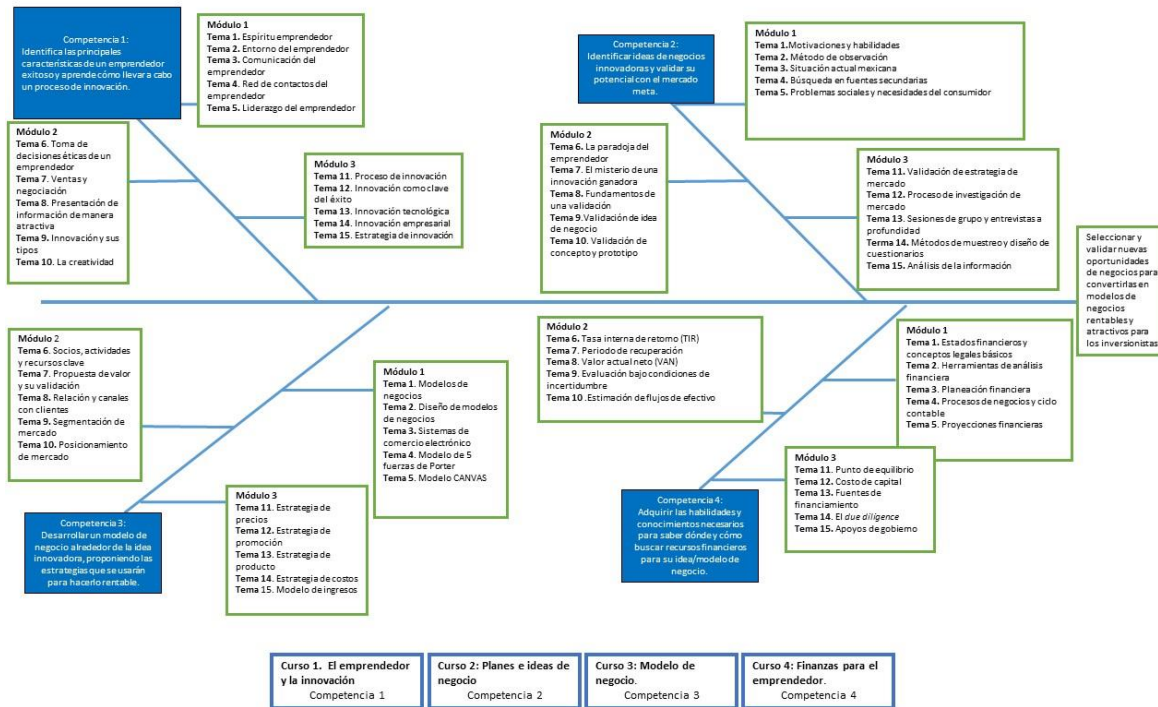 Competencia 1:
Identifica las principales
características de un emprendedor
exitoso y aprende cómo llevar a cabo
un proceso de innovación.
Módulo 1
Tema 1. Espíritu emprendedor
Tema 2. Entorno del emprendedor
Tema 3. Comunicación del
emprendedor
Tema 4. Red de contactos del
emprendedor
Tema 5. Liderazgo del emprendedor
Módulo 2
Tema 6. Toma de
decisiones éticas de un
emprendedor
Tema 7. Ventas y
negociación
Tema 8. Presentación de
información de manera
atractiva
Tema 9. Innovación y sus
tipos
Tema 10. La creatividad
Módulo 3
Tema 11. Proceso de innovación
Tema 12. Innovación como clave
del éxito
Tema 13. Innovación tecnológica
Tema 14. Innovación empresarial
Tema 15. Estrategia de innovación
Competencia 2:
Identificar ideas de negocios
innovadoras y validar su
potencial con el mercado
meta.
Módulo 1
Tema 1.Motivaciones y habilidades
Tema 2. Método de observación
Tema 3. Situación actual mexicana
Tema 4. Búsqueda en fuentes secundarias
Tema 5. Problemas sociales y necesidades del consumidor
Módulo 2
Tema 6. La paradoja del
emprendedor
Tema 7. El misterio de una
innovación ganadora
Tema 8. Fundamentos de
una validación
Tema 9.Validación de idea
de negocio
Tema 10. Validación de
concepto y prototipo
Módulo 3
Tema 11. Validación de estrategia de
mercado
Tema 12. Proceso de investigación de
mercado
Tema 13. Sesiones de grupo y entrevistas a
profundidad
Terma 14. Métodos de muestreo y diseño de
cuestionarios
Tema 15. Análisis de la información
Seleccionar y
validar nuevas
oportunidades
de negocios para
convertirlas en
modelos de
negocios
rentables y
atractivos para
los inversionistas
Módulo 2
Tema 6. Socios, actividades
y recursos clave
Tema 7. Propuesta de valor
y su validación
Tema 8. Relación y canales
con clientes
Tema 9. Segmentación de
mercado
Tema 10. Posicionamiento
de mercado
Módulo 1
Tema 1. Modelos de
negocios
Tema 2. Diseño de modelos
de negocios
Tema 3. Sistemas de
comercio electrónico
Tema 4. Modelo de 5
fuerzas de Porter
Tema 5. Modelo CANVAS
Módulo 3
Tema 11. Estrategia de
precios
Tema 12. Estrategia de
promoción
Tema 13. Estrategia de
producto
Tema 14. Estrategia de costos
Tema 15. Modelo de ingresos
Competencia 3:
Desarrollar un modelo de
negocio alrededor de la idea
innovadora, proponiendo las
estrategias que se usarán
para hacerlo rentable.
Módulo 2
Tema 6. Tasa interna de retorno (TIR)
Tema 7. Periodo de recuperación
Tema 8. Valor actual neto (VAN)
Tema 9. Evaluación bajo condiciones de
incertidumbre
Tema 10 .Estimación de flujos de efectivo
Módulo 1
Tema 1. Estados financieros y
conceptos legales básicos
Tema 2. Herramientas de análisis
financiera
Tema 3. Planeación financiera
Tema 4. Procesos de negocios y ciclo
contable
Tema 5. Proyecciones financieras
Módulo 3
Tema 11. Punto de equilibrio
Tema 12. Costo de capital
Tema 13. Fuentes de
financiamiento
Tema 14. El due diligence
Tema 15. Apoyos de gobierno
Competencia 4:
Adquirir las habilidades y
conocimientos necesarios
para saber dónde y cómo
buscar recursos financieros
para su idea/modelo de
negocio.
Curso 1. El emprendedor
y la innovación
Competencia 1
Curso 2: Planes e ideas de
negocio
Competencia 2
Curso 3: Modelo de
negocio.
Competencia 3
Curso 4: Finanzas para el
emprendedor.
Competencia 4